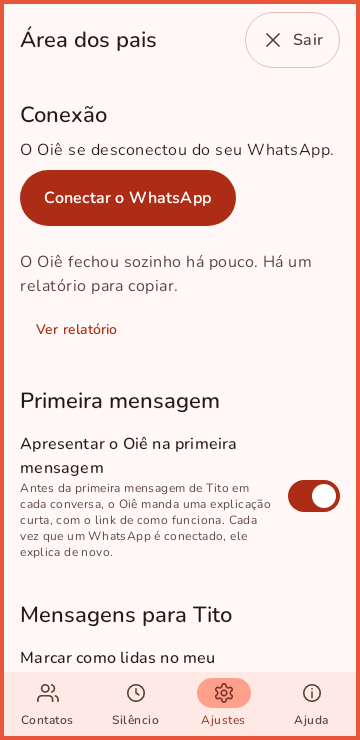 Área dos pais
Sair
Conexão
O Oiê se desconectou do seu WhatsApp.
Conectar o WhatsApp
O Oiê fechou sozinho há pouco. Há um
relatório para copiar.
Ver relatório
Primeira mensagem
Apresentar o Oiê na primeira
mensagem
Antes da primeira mensagem de Tito em
cada conversa, o Oiê manda uma explicação
curta, com o link de como funciona. Cada
vez que um WhatsApp é conectado, ele
explica de novo.
Mensagens para Tito
Marcar como lidas no meu
Contatos
Silêncio
Ajustes
Ajuda